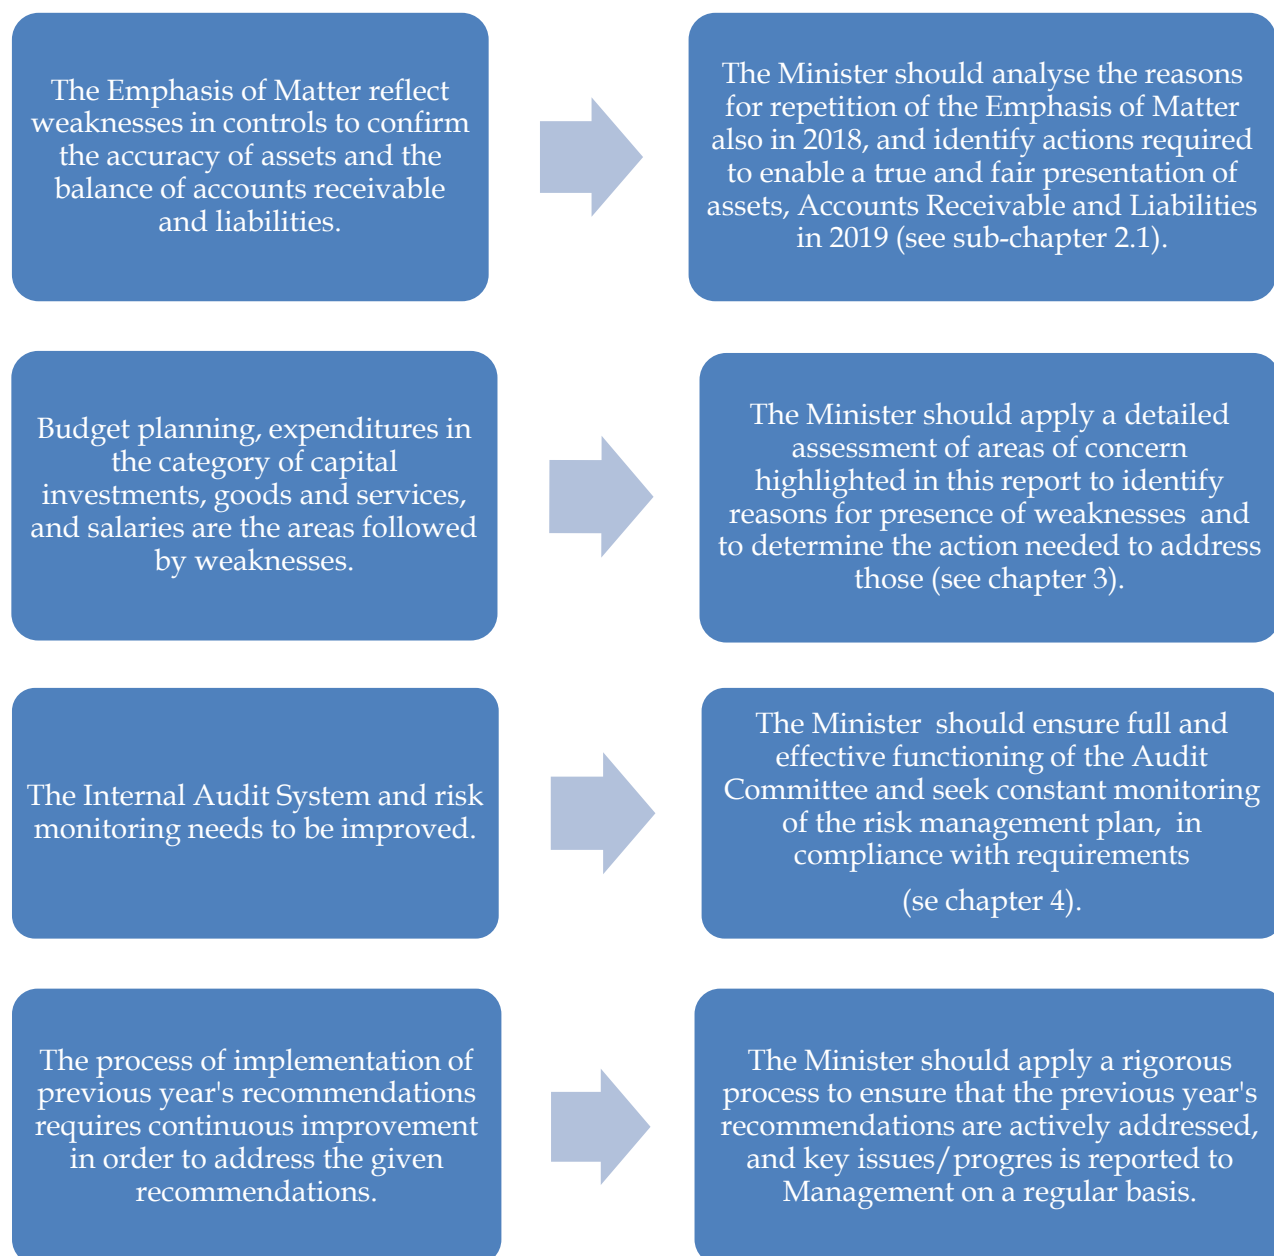 The Emphasis of Matter reflect
weaknesses in controls to confirm
the accuracy of assets and the
balance of accounts receivable
and liabilities.
The Minister should analyse the reasons
for repetition of the Emphasis of Matter
also in 2018, and identify actions required
to enable a true and fair presentation of
assets, Accounts Receivable and Liabilities
in 2019 (see sub-chapter 2.1).
Budget planning, expenditures in
the category of capital
investments, goods and services,
and salaries are the areas followed
by weaknesses.
The Minister should apply a detailed
assessment of areas of concern
highlighted in this report to identify
reasons for presence of weaknesses and
to determine the action needed to address
those (see chapter 3).
The Internal Audit System and risk
monitoring needs to be improved.
The Minister should ensure full and
effective functioning of the Audit
Committee and seek constant monitoring
of the risk management plan, in
compliance with requirements
(se chapter 4).
The process of implementation of
previous year's recommendations
requires continuous improvement
in order to address the given
recommendations.
The Minister should apply a rigorous
process to ensure that the previous year's
recommendations are actively addressed,
and key issues/progres is reported to
Management on a regular basis.